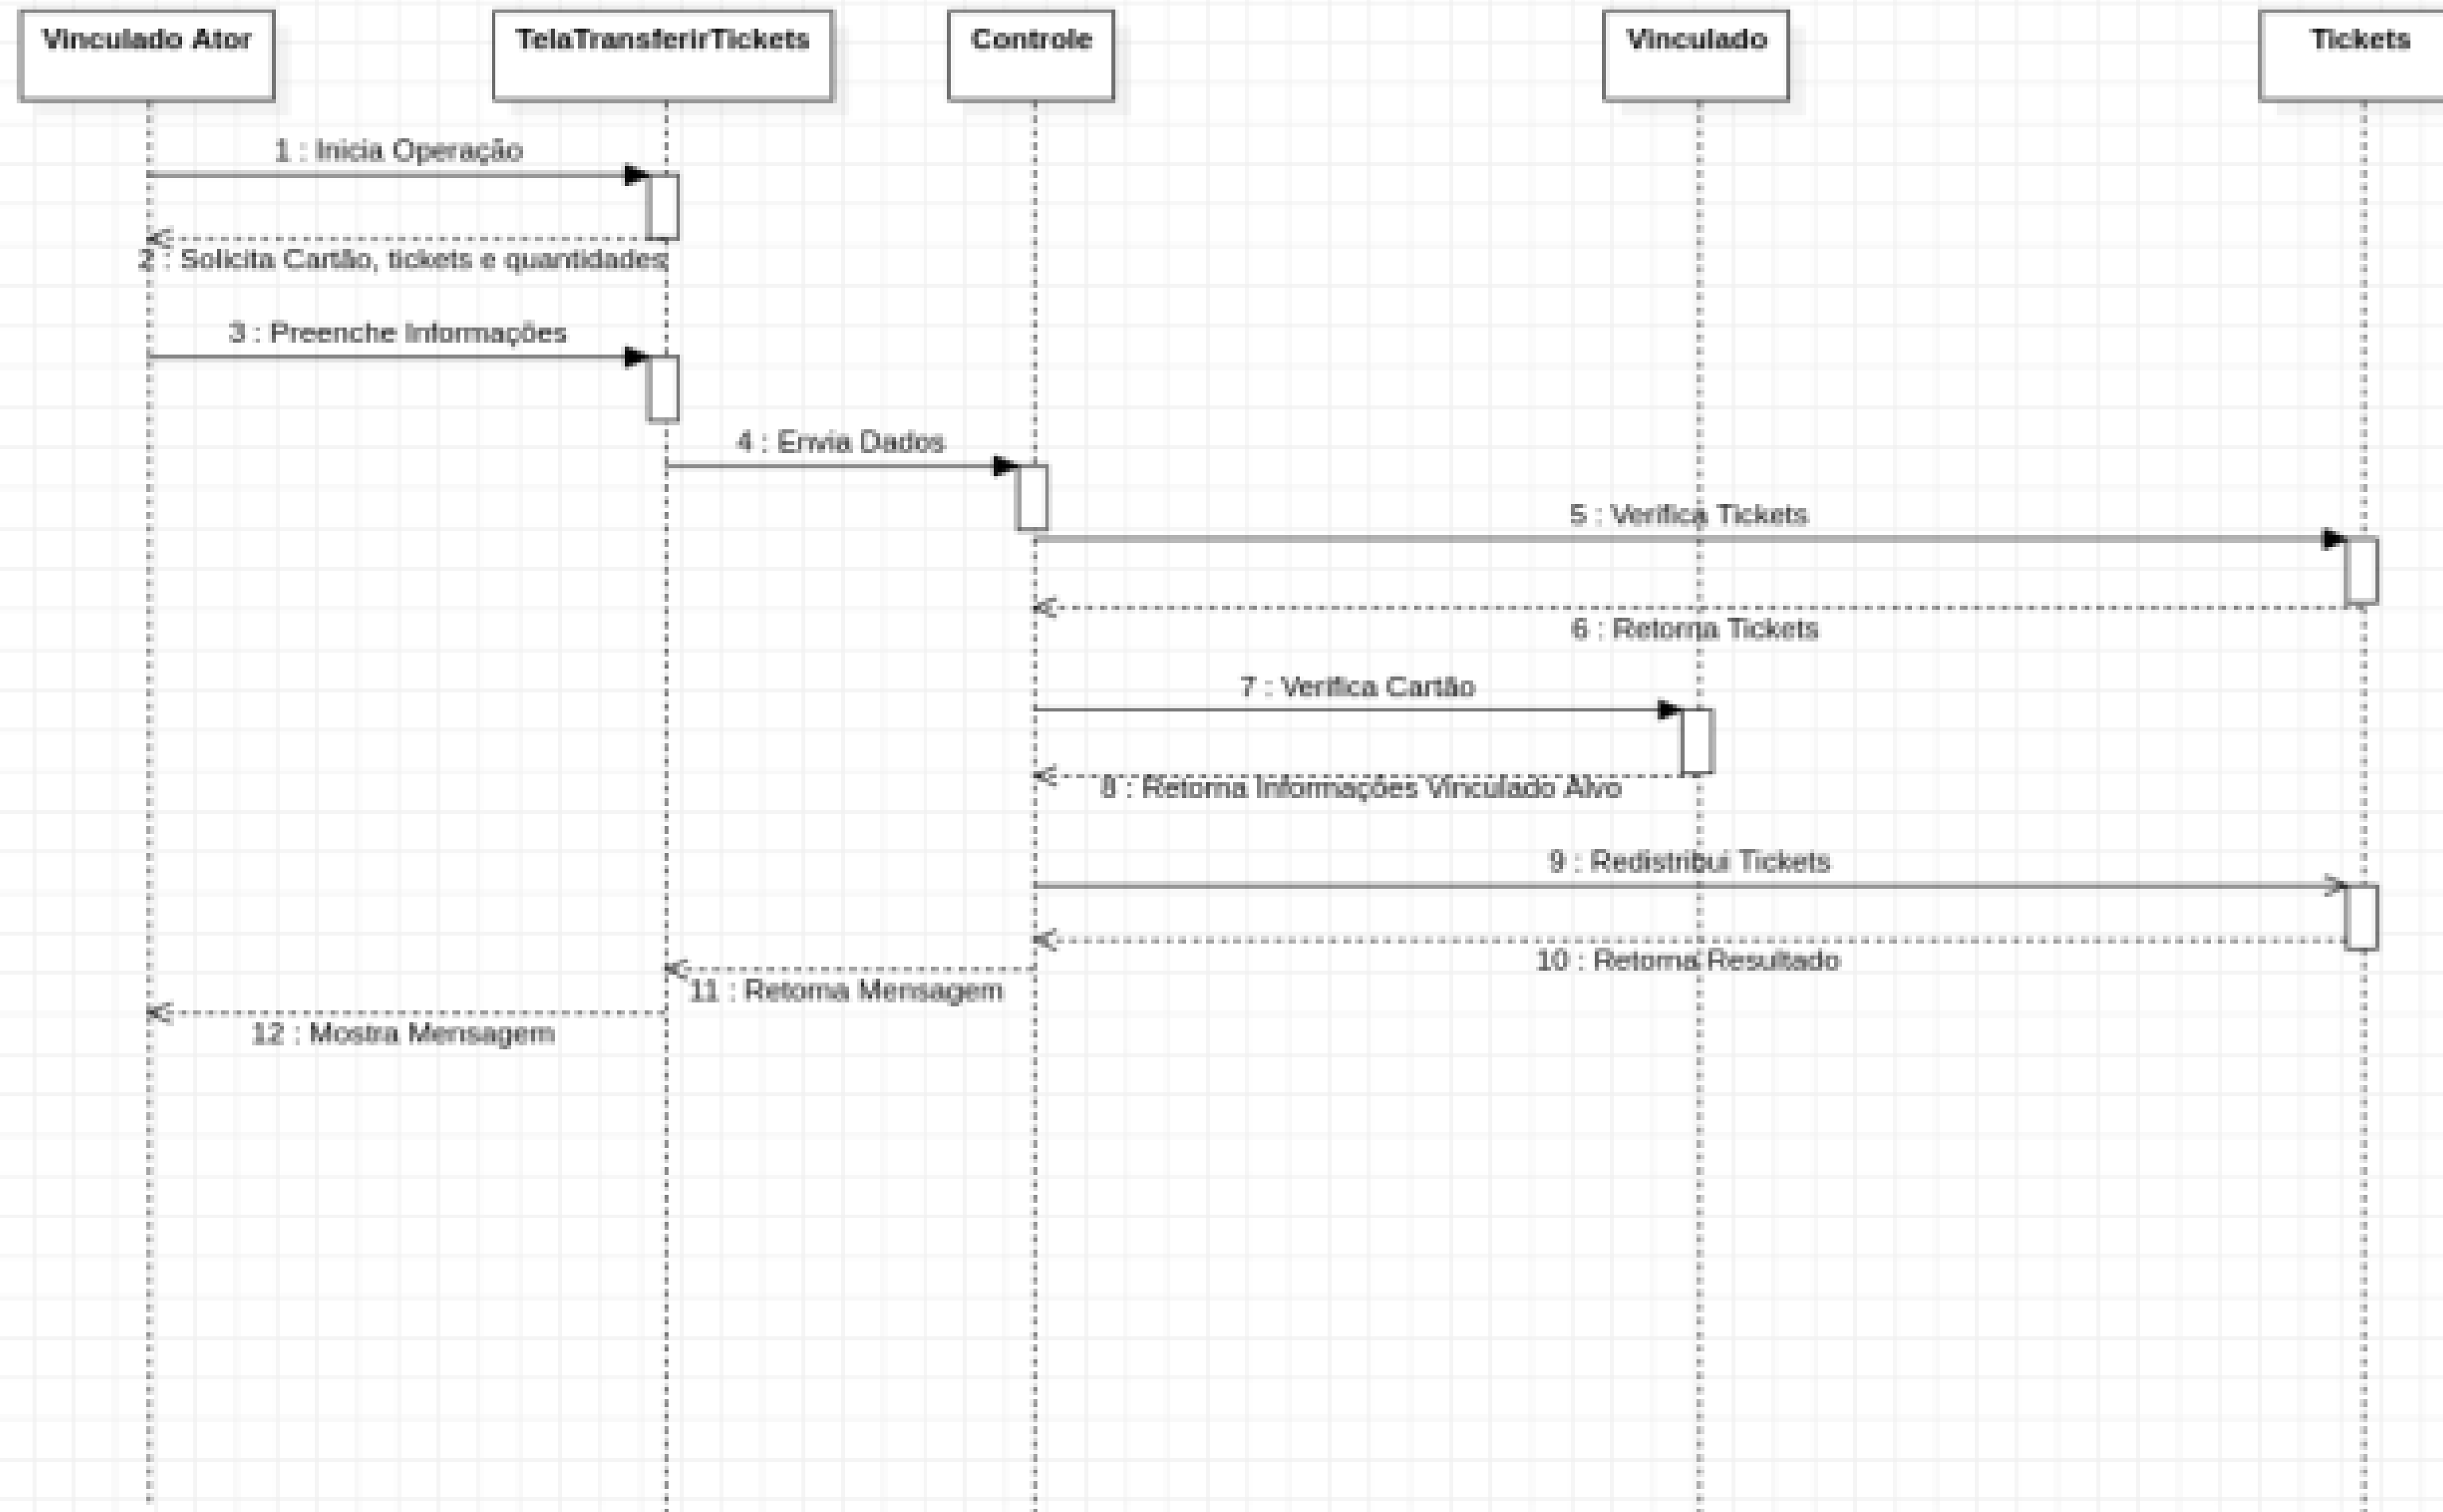 Vinculado Ator
TelaTransferirTickets
Controle
Vinculado
Tickets
1 : Inicia Operação
2 : Solicita Cartão, tickets e quantidades
3 : Preenche Informações
4 : Envia Dados
5 : Verifica Tickets
6 : Retorna Tickets
7 : Verifica Cartão
8 : Retorna Informações Vinculado Alvo
9 : Redistribui Tickets
10 : Retorna Resultado
11 : Retorna Mensagem
12 : Mostra Mensagem